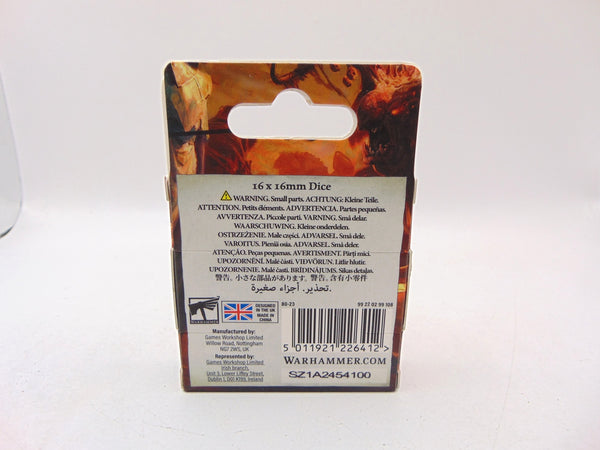 16 x 16mm Dice
WARNING. Small parts. ACHTUNG: Kleine Teile.
ATTENTION. Petits éléments. ADVERTENCIA. Partes pequeñas.
AVVERTENZA. Piccole parti. VARNING. Små delar.
WAARSCHUWING. Kleine onderdelen.
OSTRZEŻENIE. Małe części. ADVARSEL. Små dele.
VAROITUS. Pieniä osia. ADVARSEL. Små deler.
ATENÇÃO. Peças pequenas. AVERTISMENT. Părți mici.
UPOZORNĚNÍ. Malé části. VIÐVÖRUN. Litlir hlutir.
UPOZORNENIE. Malé časti. BRĪDINĀJUMS. Sīkas detaļas.
警告。小さな部品があります。警告。含有小零件
تحذير. أجزاء صغيرة.
DESIGNED IN
THE UK
MADE IN
CHINA
80-23
99 22 02 99 108
Manufactured by:
Games Workshop Limited
Willow Road, Nottingham
NG7 2WS, UK
Represented by:
Games Workshop Limited
Irish branch,
Unit 3, Lower Liffey Street,
Dublin 1, D01 K199, Ireland
5 011921 226412 >
WARHAMMER.COM
SZ1A2454100